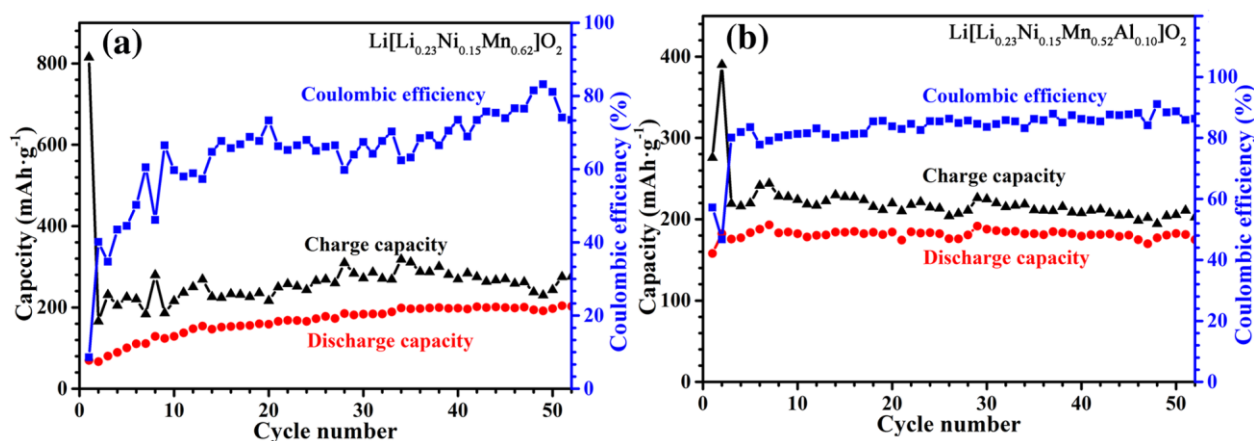 (a)
Li[Li0.23Ni0.15Mn0.62]O2
Coulombic efficiency
Charge capacity
Discharge capacity
Capaccity (mAh·g-1)
800
600
400
200
0
0 10 20 30 40 50
Cycle number
100
80
60
40
20
0
Coulombic efficiency (%)
(b)
Li[Li0.23Ni0.15Mn0.52Al0.10]O2
Coulombic efficiency
Charge capacity
Discharge capacity
Capacity (mAh·g-1)
400
300
200
100
0
0 10 20 30 40 50
Cycle number
100
80
60
40
20
0
Coulombic efficiency (%)